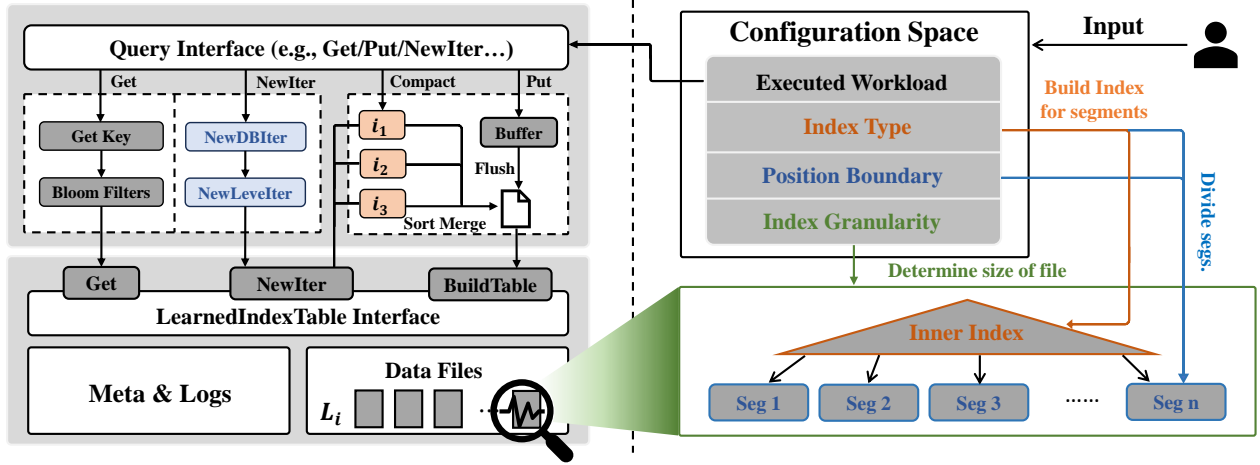 Query Interface (e.g., Get/Put/NewIter…)
Get
NewIter
Compact
Put
Get Key
Bloom Filters
NewDBIter
NewLeveIter
i1
i2
i3
Buffer
Flush
Sort Merge
Get
NewIter
BuildTable
LearnedIndexTable Interface
Meta & Logs
Data Files
Li
...
Configuration Space
Executed Workload
Index Type
Position Boundary
Index Granularity
Input
Build Index
for segments
Divide segs.
Determine size of file
Inner Index
Seg 1
Seg 2
Seg 3
……
Seg n